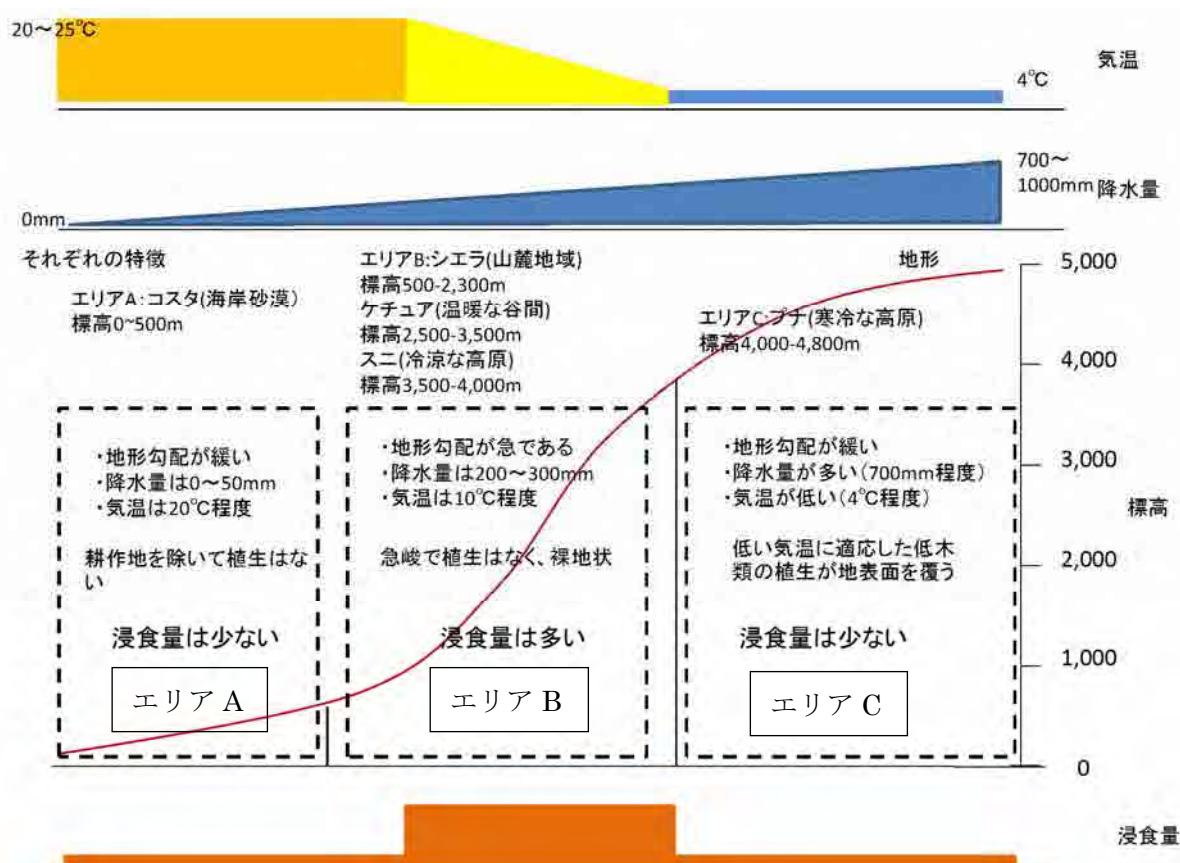 20～25℃
気温
4℃
700～
1000mm
降水量
0mm
それぞれの特徴
エリアA:コスタ(海岸砂漠)
標高0~500m
エリアB:シエラ(山麓地域)
標高500-2,300m
ケチュア(温暖な谷間)
標高2,500-3,500m
スニ(冷涼な高原)
標高3,500-4,000m
地形
エリアC:プナ(寒冷な高原)
標高4,000-4,800m
5,000
4,000
3,000
2,000
1,000
0
標高
・地形勾配が緩い
・降水量は0～50mm
・気温は20℃程度
耕作地を除いて植生はな
い
浸食量は少ない
エリア A
・地形勾配が急である
・降水量は200～300mm
・気温は10℃程度
急峻で植生はなく、裸地状
浸食量は多い
エリア B
・地形勾配が緩い
・降水量が多い(700mm程度)
・気温が低い(4℃程度)
低い気温に適応した低木
類の植生が地表面を覆う
浸食量は少ない
エリア C
浸食量